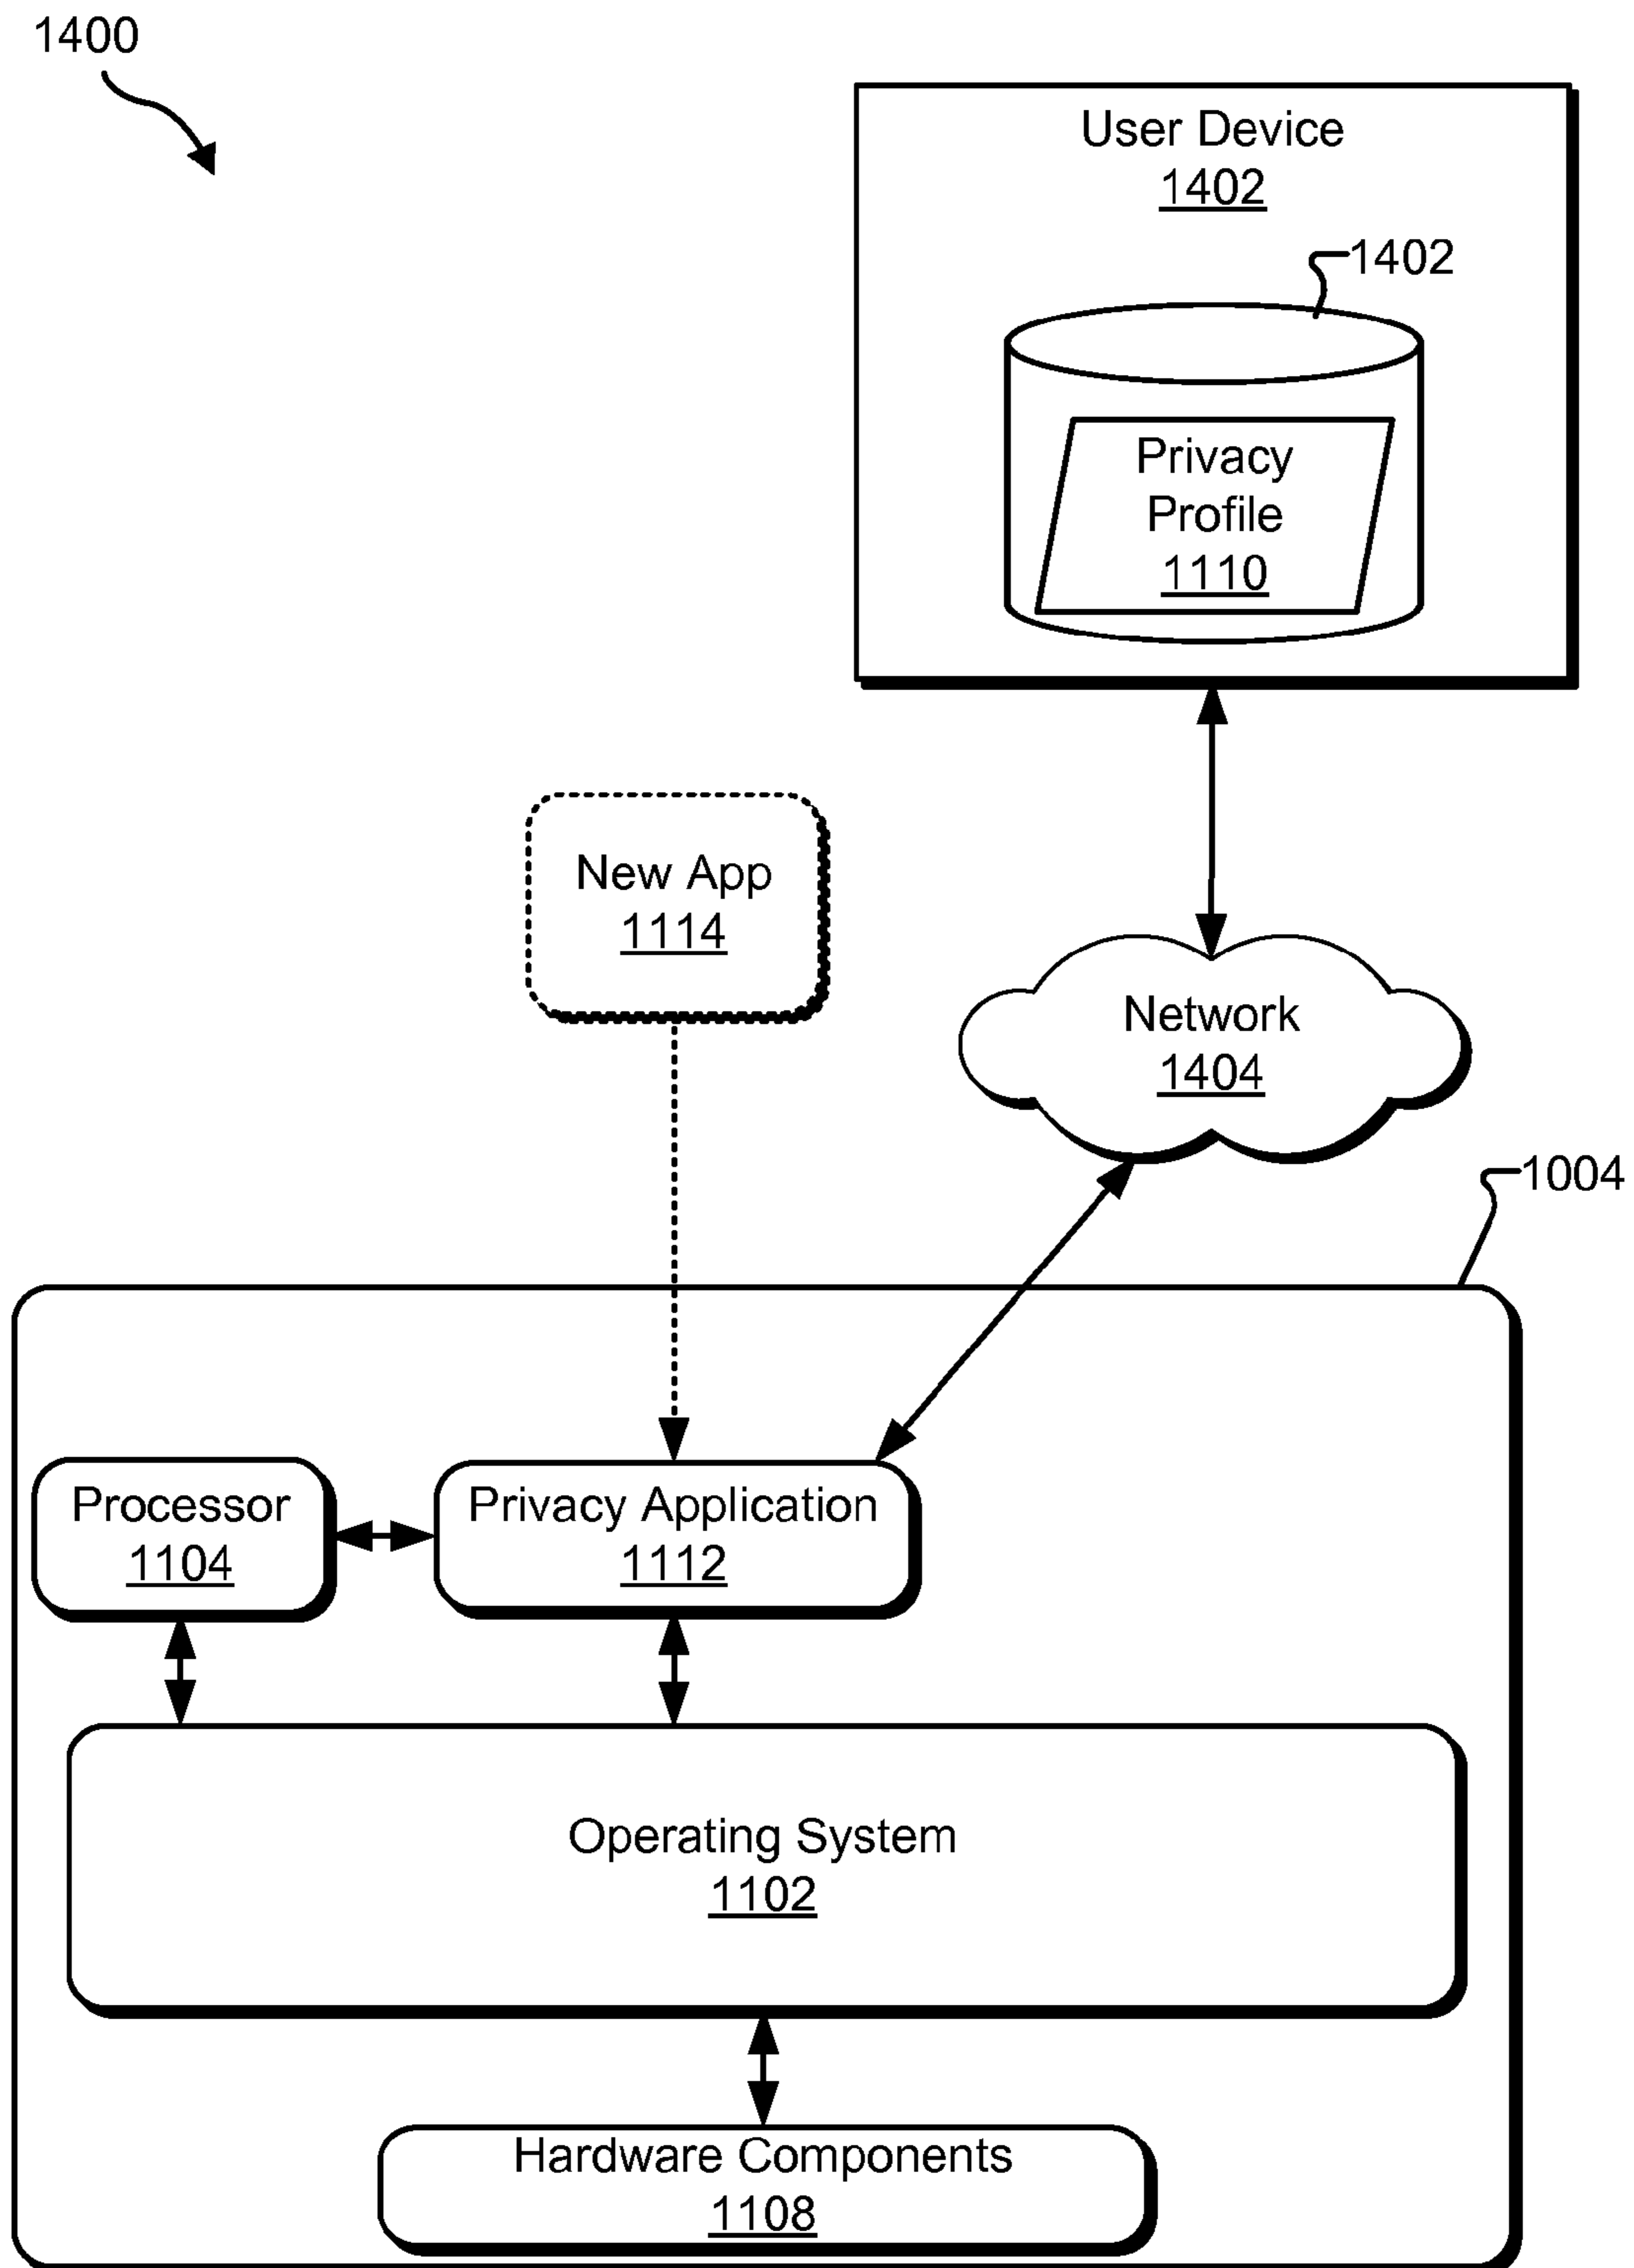 1400
User Device
1402
1402
Privacy
Profile
1110
New App
1114
Network
1404
1004
Processor
1104
Privacy Application
1112
Operating System
1102
Hardware Components
1108